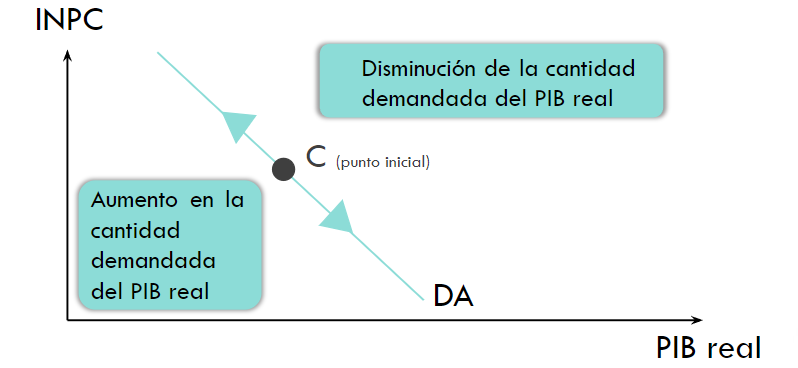 INPC
Disminución de la cantidad
demandada del PIB real
C (punto inicial)
Aumento en la
cantidad
demandada
del PIB real
DA
PIB real